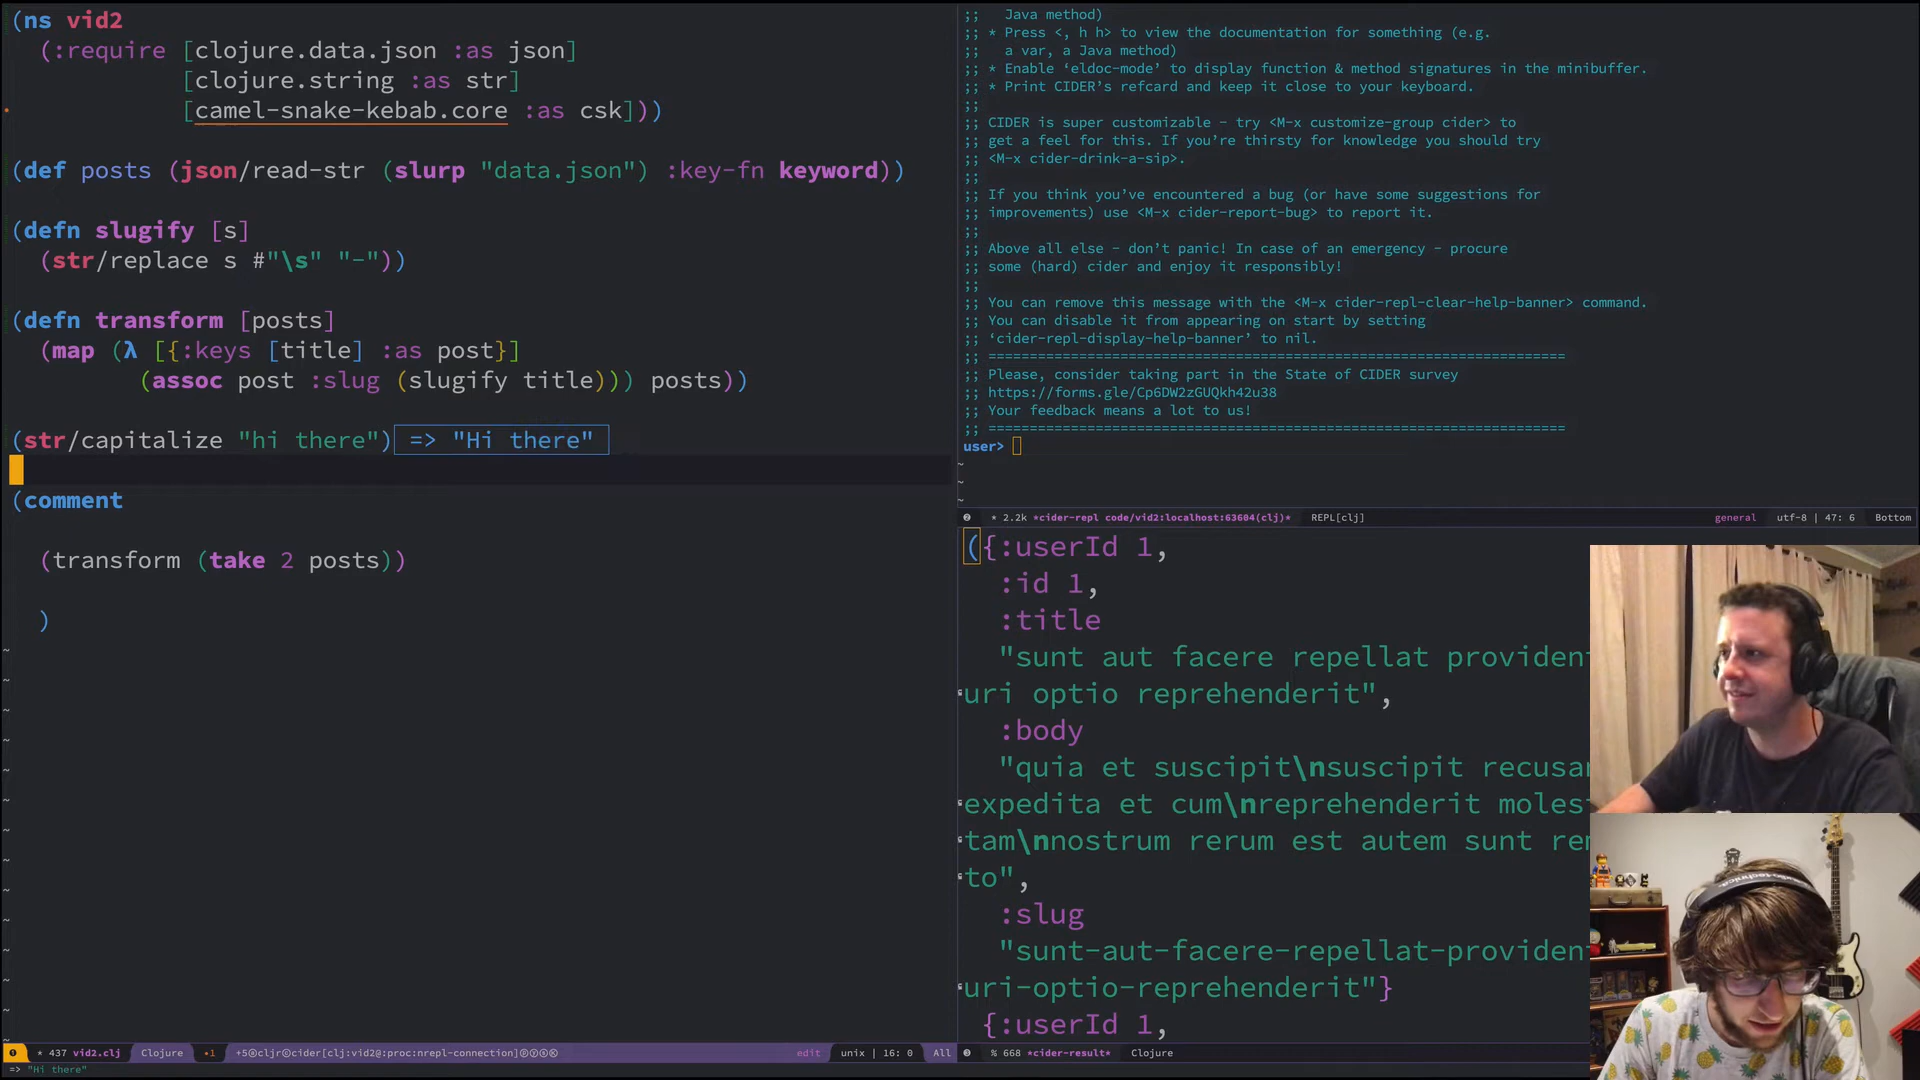 (ns vid2
(:require [clojure.data.json :as json]
[clojure.string :as str]
[camel-snake-kebab.core :as csk]))
(def posts (json/read-str (slurp "data.json") :key-fn keyword))
(defn slugify [s]
(str/replace s #"\s" "-"))
(defn transform [posts]
(map (λ [{:keys [title] :as post}]
(assoc post :slug (slugify title))) posts))
(str/capitalize "hi there") => "Hi there"
(comment
(transform (take 2 posts))
)
* 437 vid2.clj Clojure •1 edit unix | 16: 0 All
=> "Hi there"
;; Java method)
;; * Press <, h h> to view the documentation for something (e.g.
;; a var, a Java method)
;; * Enable ‘eldoc-mode’ to display function & method signatures in the minibuffer.
;; * Print CIDER’s refcard and keep it close to your keyboard.
;;
;; CIDER is super customizable - try <M-x customize-group cider> to
;; get a feel for this. If you’re thirsty for knowledge you should try
;; <M-x cider-drink-a-sip>.
;;
;; If you think you’ve encountered a bug (or have some suggestions for
;; improvements) use <M-x cider-report-bug> to report it.
;;
;; Above all else - don’t panic! In case of an emergency - procure
;; some (hard) cider and enjoy it responsibly!
;;
;; You can remove this message with the <M-x cider-repl-clear-help-banner> command.
;; You can disable it from appearing on start by setting
;; ‘cider-repl-display-help-banner’ to nil.
;; ======================================================================
;; Please, consider taking part in the State of CIDER survey
;; https://forms.gle/Cp6DW2zGUQkh42u38
;; Your feedback means a lot to us!
;; ======================================================================
user>
* 2.2k *cider-repl code/vid2:localhost:63604(clj)* REPL[clj] general utf-8 | 47: 6 Bottom
({:userId 1,
:id 1,
:title
"sunt aut facere repellat provident
uri optio reprehenderit",
:body
"quia et suscipit\nsuscipit recusa
expedita et cum\nreprehenderit moles
tam\nnostrum rerum est autem sunt re
to",
:slug
"sunt-aut-facere-repellat-provident
uri-optio-reprehenderit"}
{:userId 1,
% 668 *cider-result* Clojure